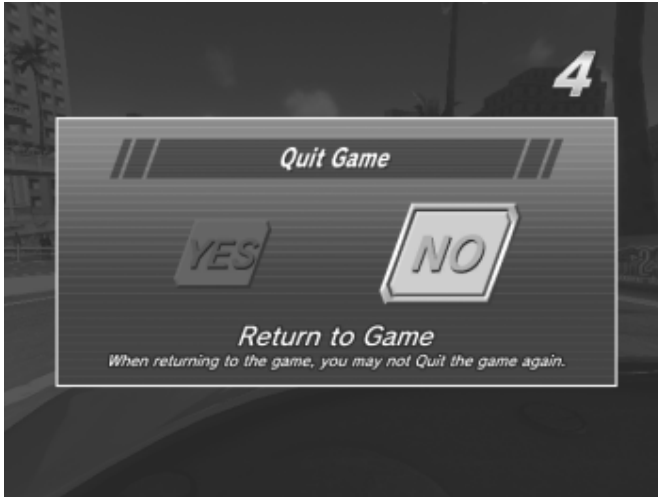 4
Quit Game
YES NO
Return to Game
When returning to the game, you may not Quit the game again.